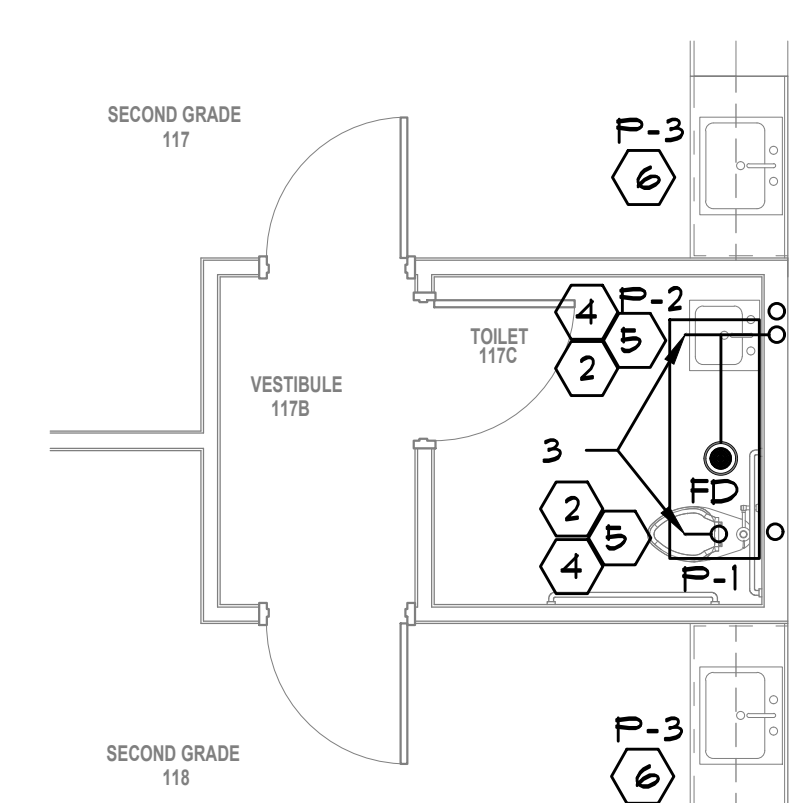 SECOND GRADE
117
P-3
6
4
P-2
5
2
TOILET
117C
VESTIBULE
117B
3
FD
2
5
4
P-1
P-3
6
SECOND GRADE
118